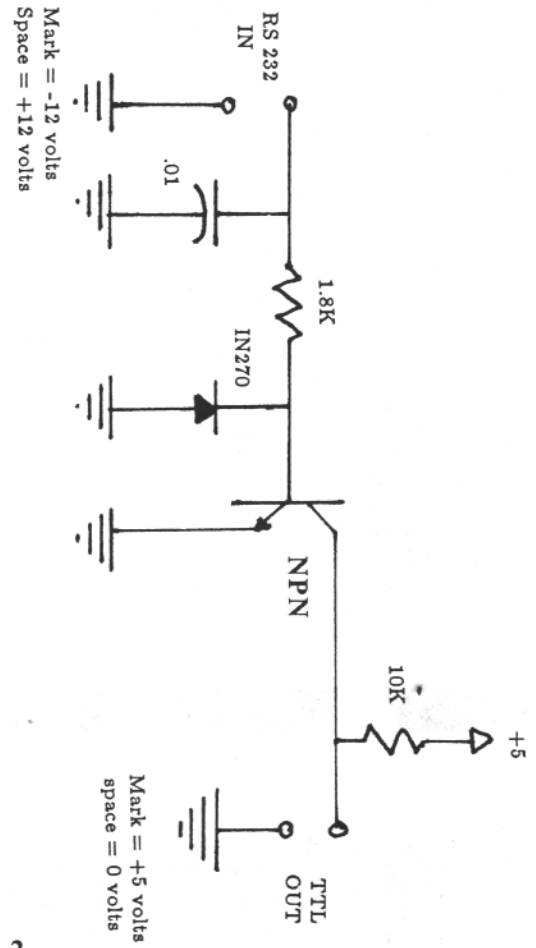 RS 232
IN
Mark = -12 volts
Space = +12 volts
.01
1.8K
IN270
NPN
10K
+5
TTL
OUT
Mark = +5 volts
space = 0 volts